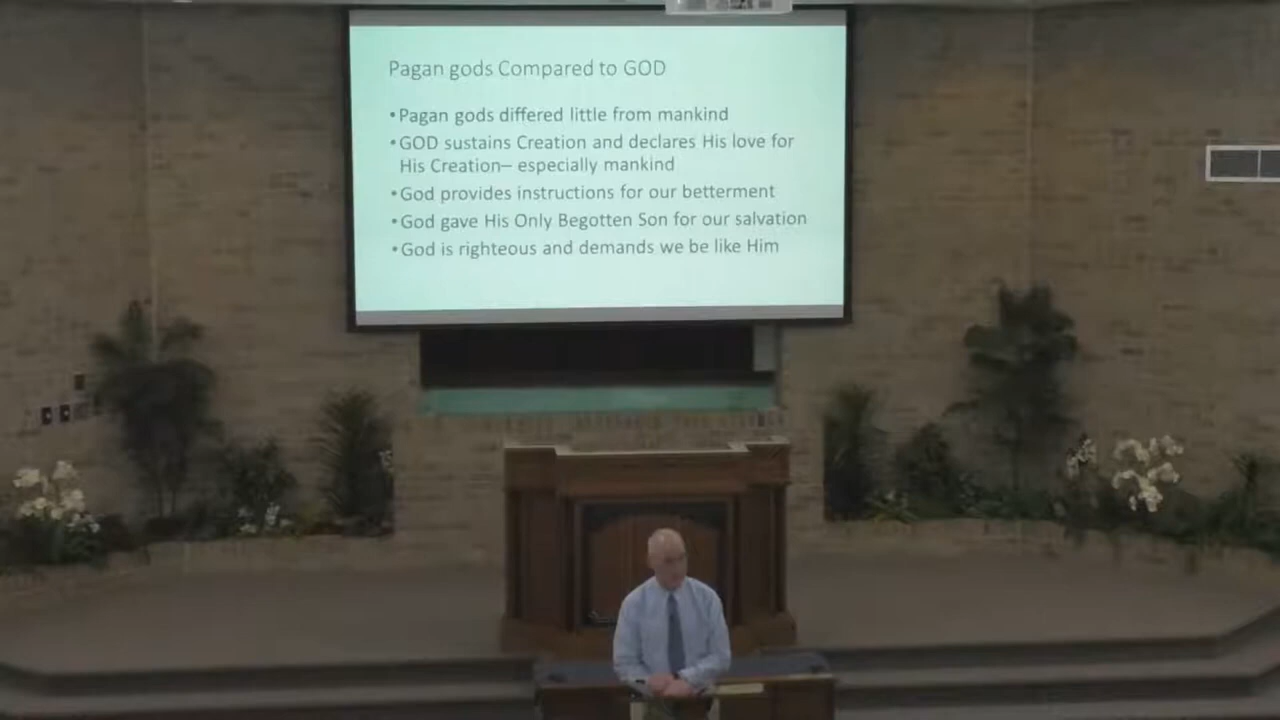 Pagan gods Compared to GOD
•Pagan gods differed little from mankind
•GOD sustains Creation and declares His love for
His Creation– especially mankind
•God provides instructions for our betterment
•God gave His Only Begotten Son for our salvation
•God is righteous and demands we be like Him